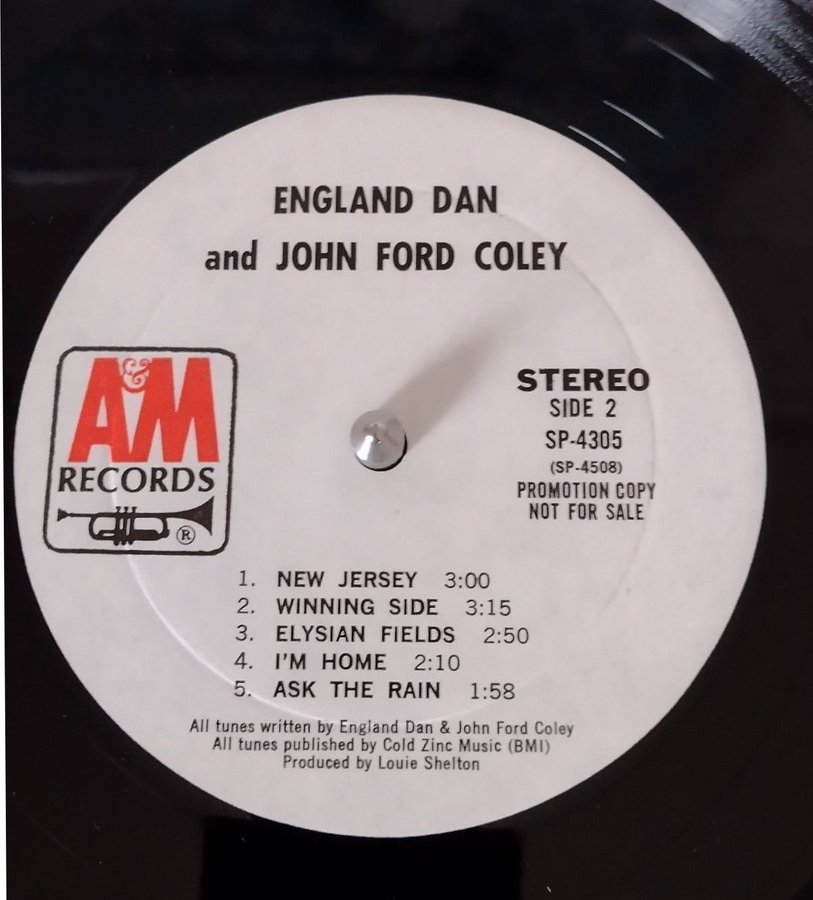 ENGLAND DAN
and JOHN FORD COLEY
A&M
RECORDS
®
STEREO
SIDE 2
SP-4305
(SP-4508)
PROMOTION COPY
NOT FOR SALE
1. NEW JERSEY 3:00
2. WINNING SIDE 3:15
3. ELYSIAN FIELDS 2:50
4. I'M HOME 2:10
5. ASK THE RAIN 1:58
All tunes written by England Dan & John Ford Coley
All tunes published by Cold Zinc Music (BMI)
Produced by Louie Shelton